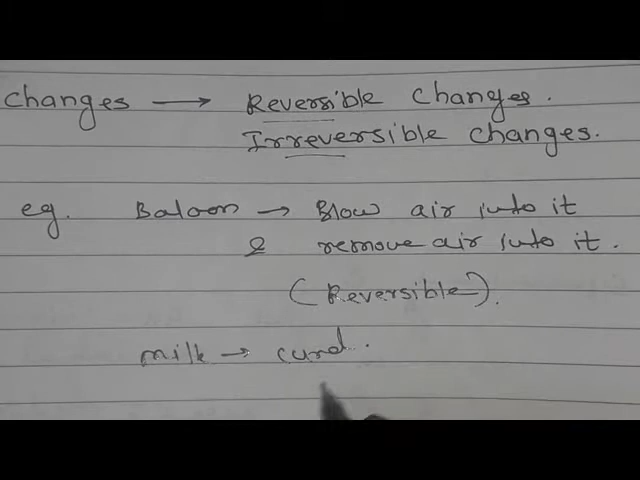 changes → Reversible changes.
Irreversible changes.
eg. Baloon → Blow air into it
& remove air into it.
(Reversible).
milk → curd.